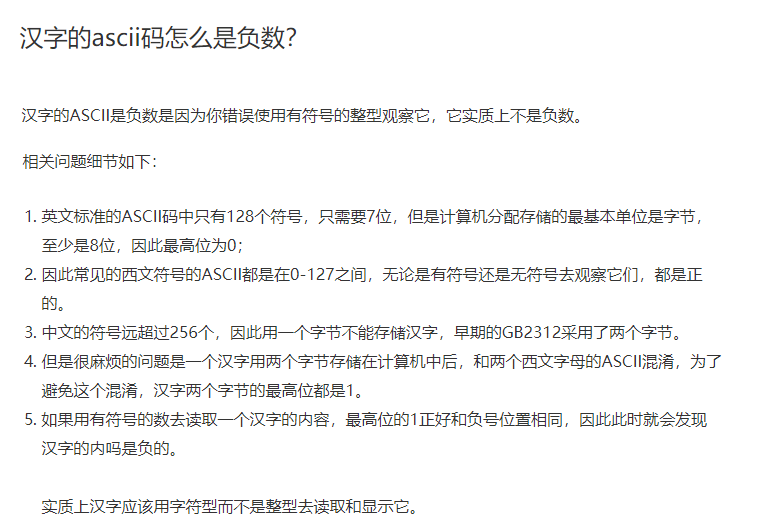 汉字的ascii码怎么是负数？
汉字的ASCII是负数是因为你错误使用有符号的整型观察它，它实质上不是负数。
相关问题细节如下：
1. 英文标准的ASCII码中只有128个符号，只需要7位，但是计算机分配存储的最基本单位是字节，
至少是8位，因此最高位为0；
2. 因此常见的西文符号的ASCII都是在0-127之间，无论是有符号还是无符号去观察它们，都是正
的。
3. 中文的符号远超过256个，因此用一个字节不能存储汉字，早期的GB2312采用了两个字节。
4. 但是很麻烦的问题是一个汉字用两个字节存储在计算机中后，和两个西文字母的ASCII混淆，为了
避免这个混淆，汉字两个字节的最高位都是1。
5. 如果用有符号的数去读取一个汉字的内容，最高位的1正好和负号位置相同，因此此时就会发现
汉字的内吗是负的。
实质上汉字应该用字符型而不是整型去读取和显示它。